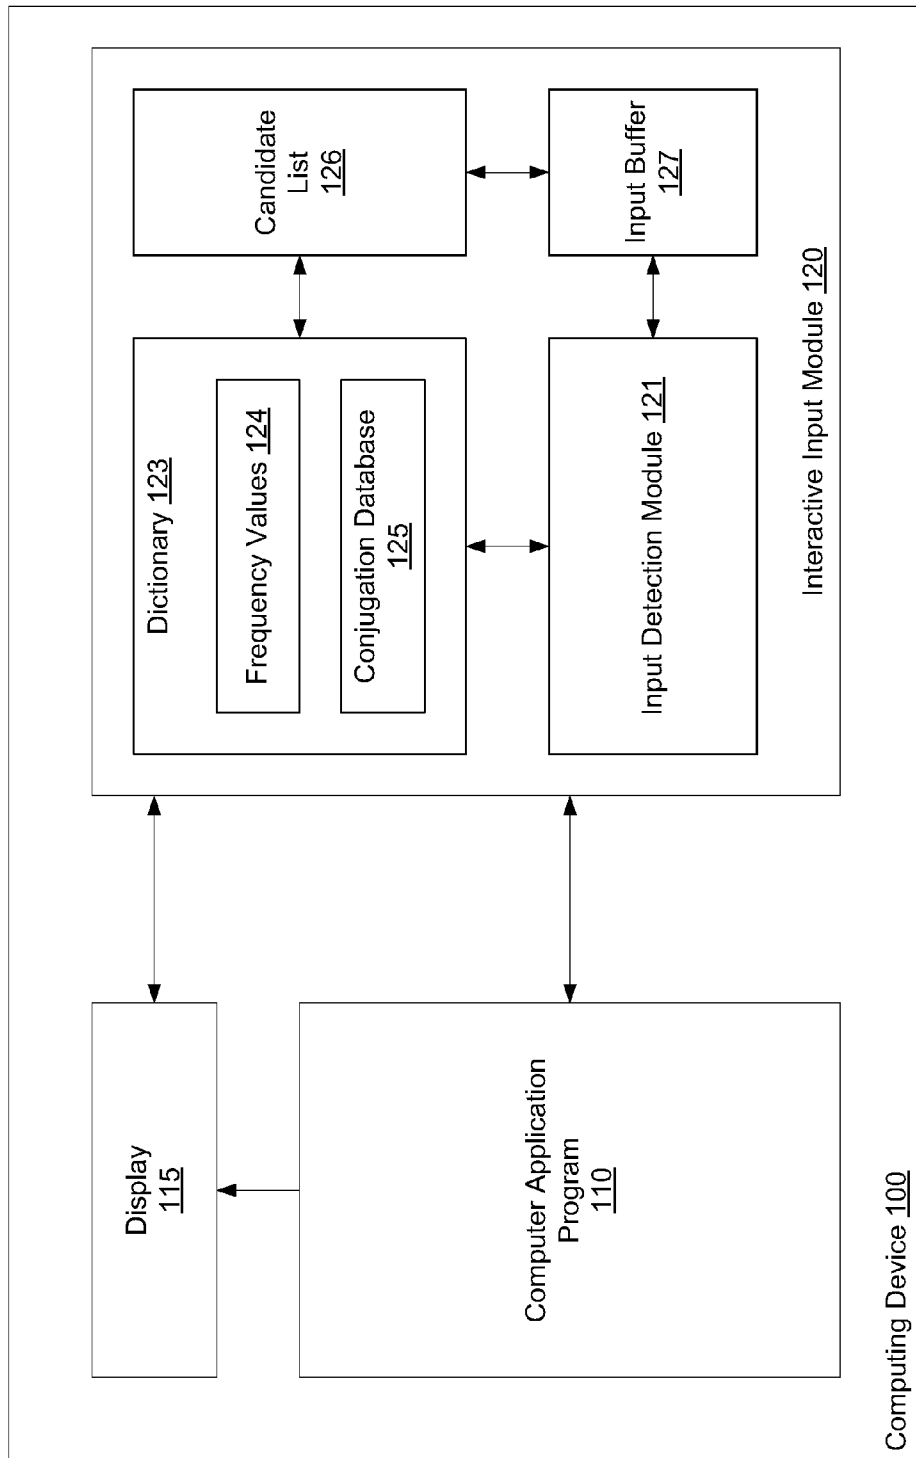 Display
115
Computer Application
Program
110
Computing Device 100
Dictionary 123
Frequency Values 124
Conjugation Database
125
Input Detection Module 121
Candidate
List
126
Input Buffer
127
Interactive Input Module 120